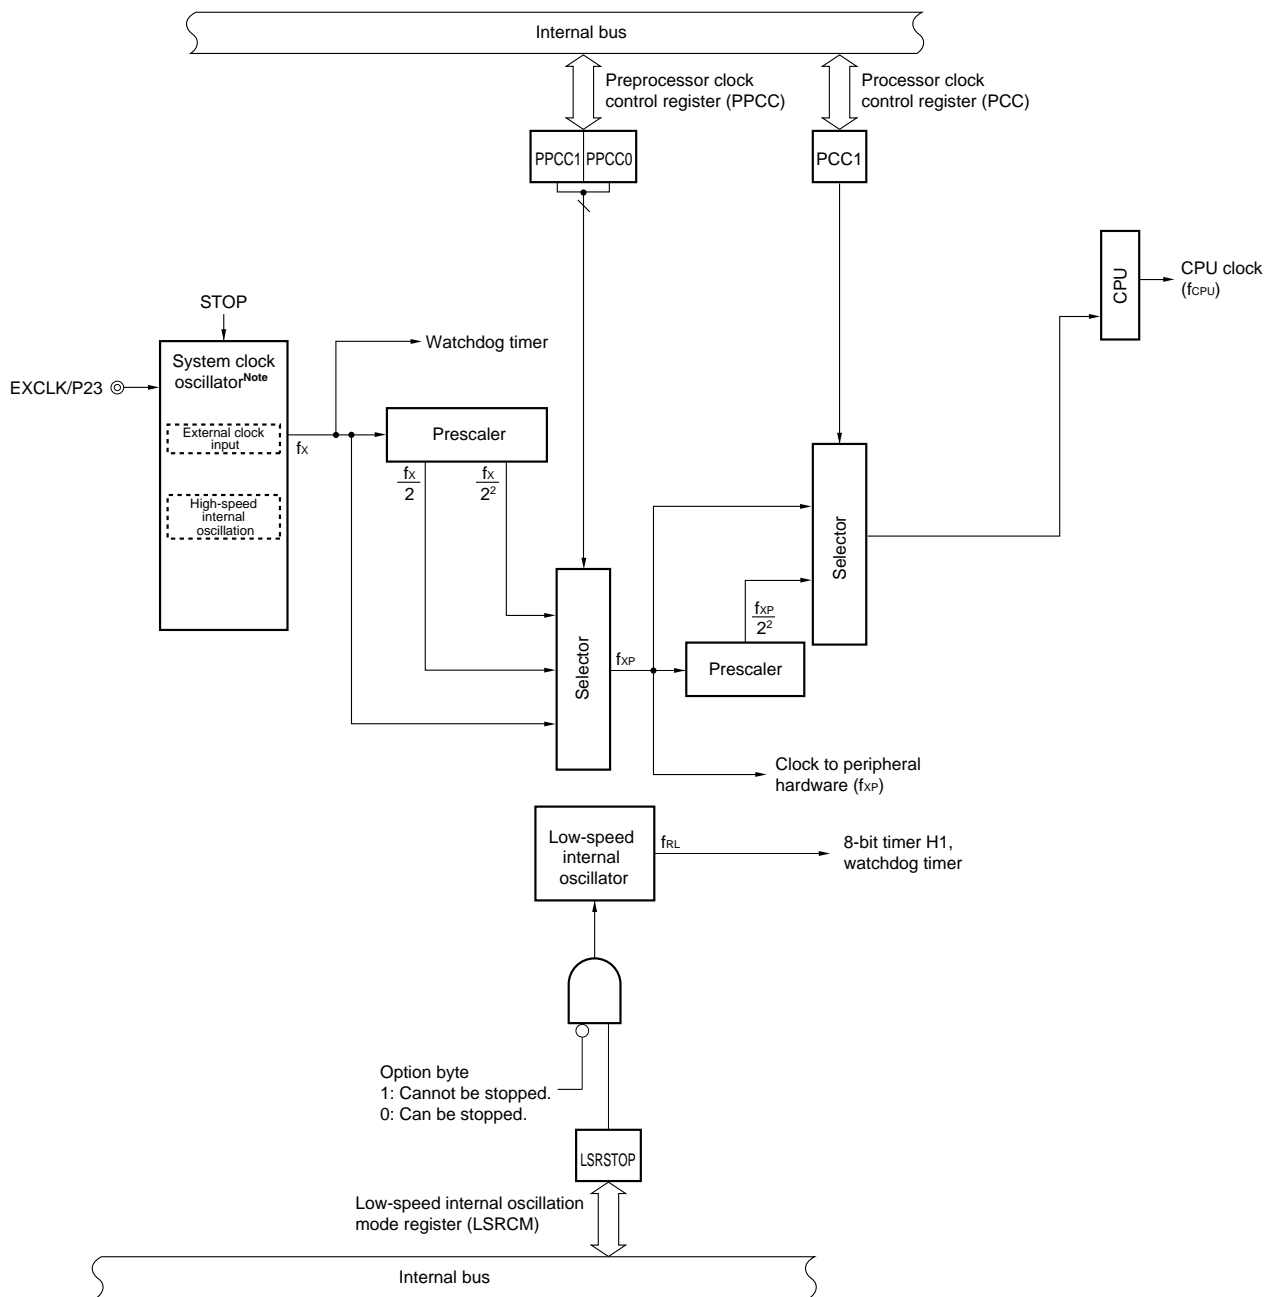 Internal bus
Preprocessor clock
control register (PPCC)
Processor clock
control register (PCC)
PPCC1 PPCC0
PCC1
CPU
CPU clock
(fCPU)
STOP
System clock
oscillatorNote
EXCLK/P23
External clock
input
High-speed
internal
oscillation
fX
Watchdog timer
Prescaler
fX
2
fX
2²
Selector
fXP
Prescaler
fXP
2²
Selector
Clock to peripheral
hardware (fXP)
Low-speed
internal
oscillator
fRL
8-bit timer H1,
watchdog timer
Option byte
1: Cannot be stopped.
0: Can be stopped.
LSRSTOP
Low-speed internal oscillation
mode register (LSRCM)
Internal bus